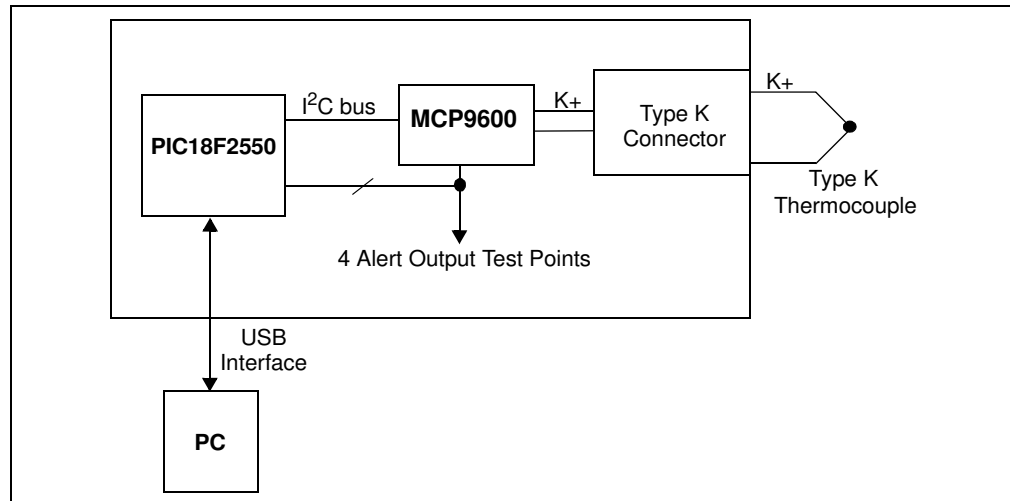 PIC18F2550
I²C bus
MCP9600
K+
Type K
Connector
K+
Type K
Thermocouple
4 Alert Output Test Points
USB
Interface
PC